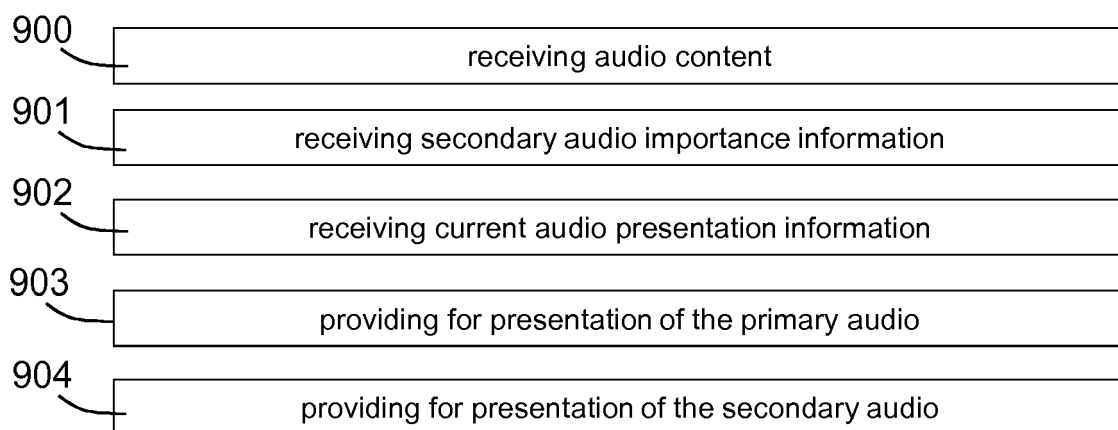 900
receiving audio content
901
receiving secondary audio importance information
902
receiving current audio presentation information
903
providing for presentation of the primary audio
904
providing for presentation of the secondary audio